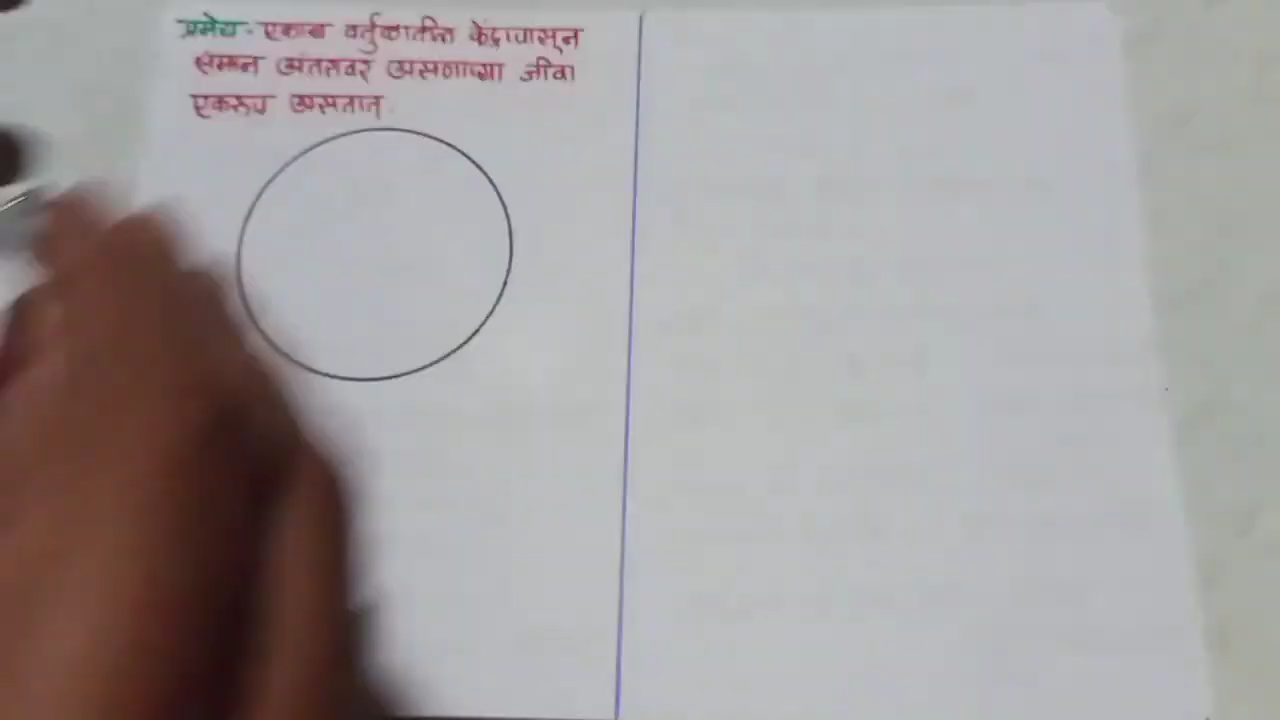 प्रमेय - एकाच वर्तुळातील केंद्रापासून
समान अंतरावर असणाऱ्या जीवा
एकरूप असतात.